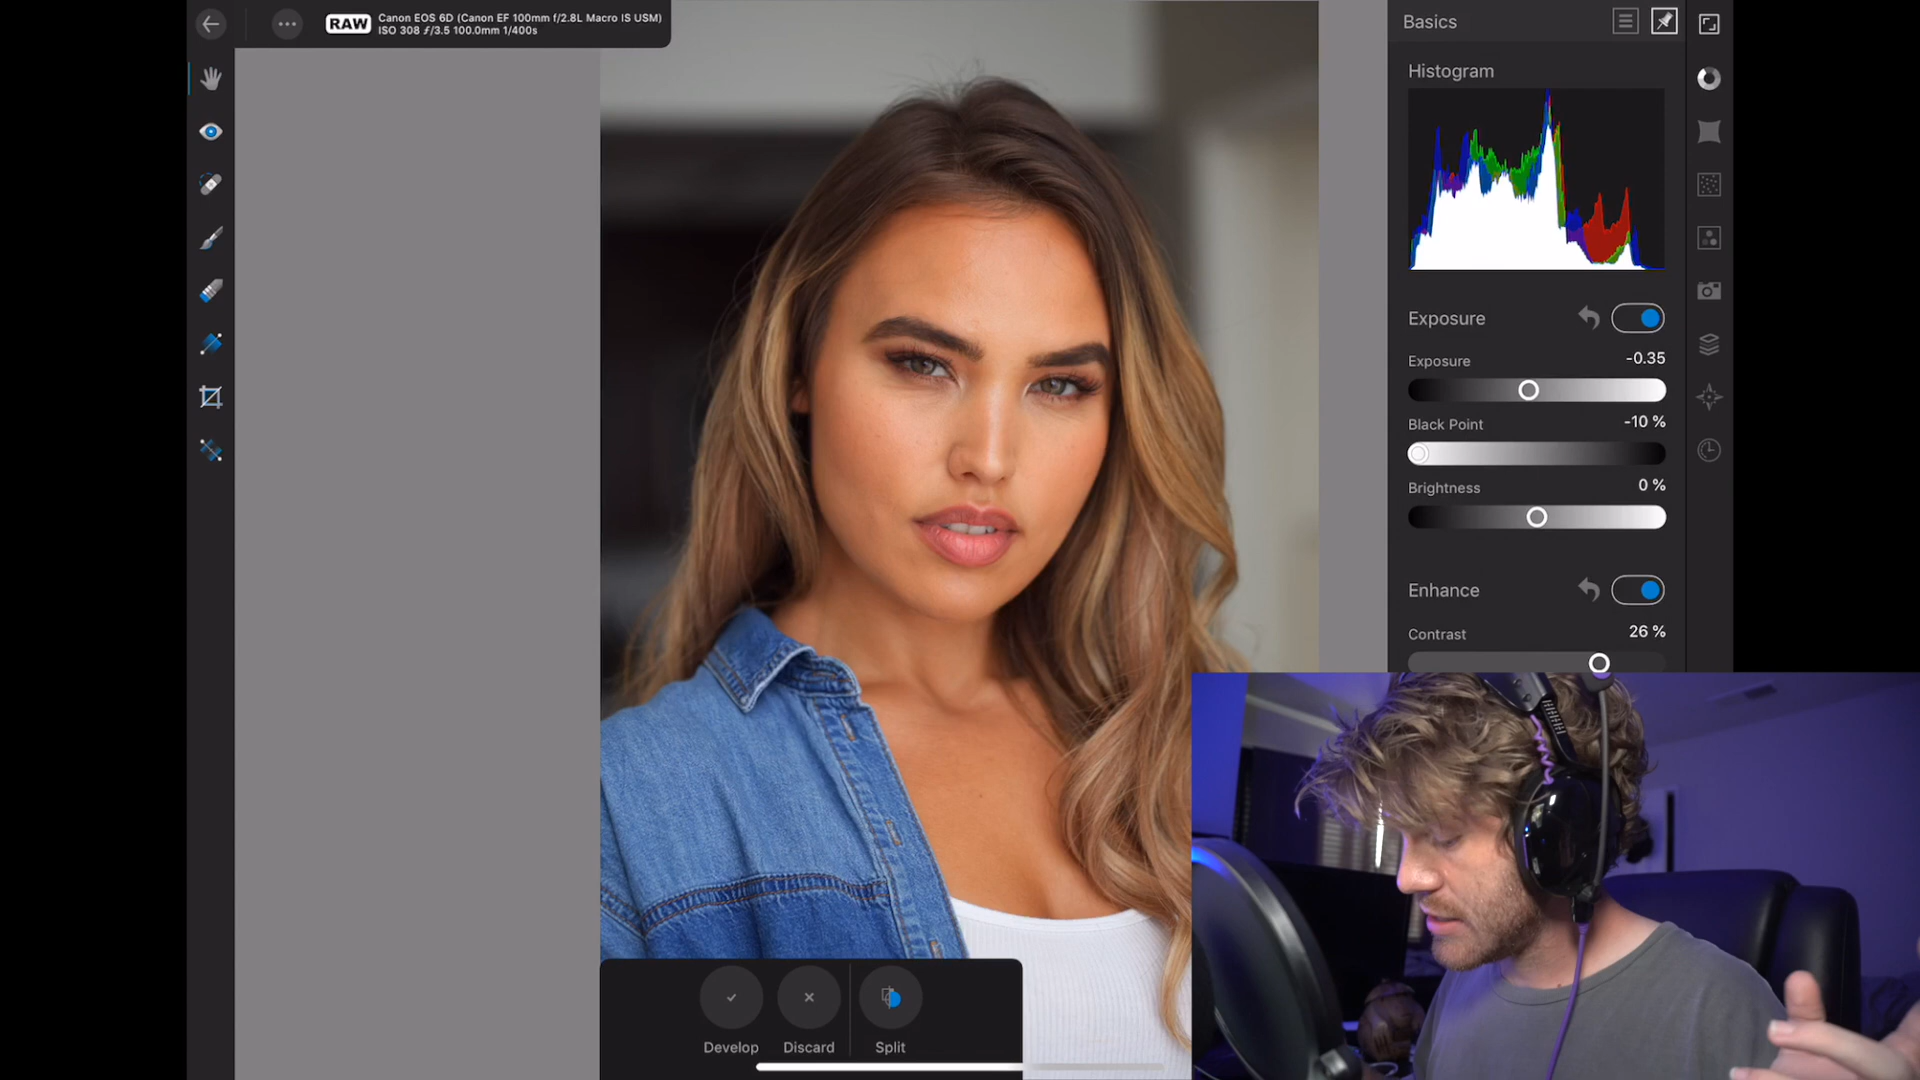 RAW
Canon EOS 6D (Canon EF 100mm f/2.8L Macro IS USM)
ISO 308 ƒ/3.5 100.0mm 1/400s
Basics
Histogram
Exposure
Exposure -0.35
Black Point -10 %
Brightness 0 %
Enhance
Contrast 26 %
Develop Discard Split